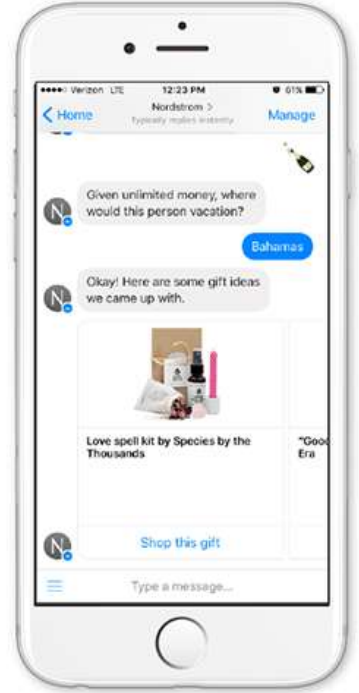 Verizon LTE 12:23 PM 61%
Home Nordstrom > Manage
Typically replies instantly
Given unlimited money, where
would this person vacation?
Bahamas
Okay! Here are some gift ideas
we came up with.
Love spell kit by Species by the
Thousands
"Good
Era
Shop this gift
Type a message...
N
N
N